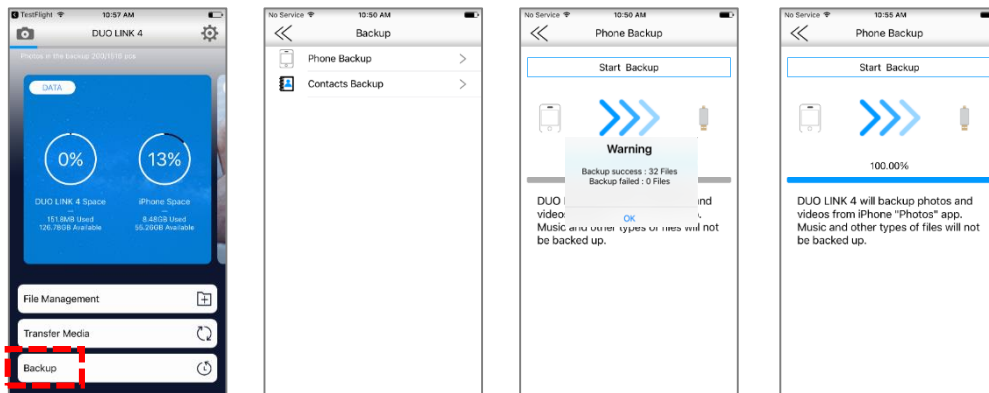 TestFlight 10:57 AM
DUO LINK 4
Photos in the backup 200/1516 pcs
DATA
0%
13%
DUO LINK 4 Space
iPhone Space
151.8MB Used
126.78GB Available
8.48GB Used
55.26GB Available
File Management
Transfer Media
Backup
No Service 10:50 AM
Backup
Phone Backup
Contacts Backup
No Service 10:50 AM
Phone Backup
Start Backup
Warning
Backup success : 32 Files
Backup failed : 0 Files
OK
DUO and
videos
Music and other types of files will not
be backed up.
No Service 10:55 AM
Phone Backup
Start Backup
100.00%
DUO LINK 4 will backup photos and
videos from iPhone "Photos" app.
Music and other types of files will not
be backed up.